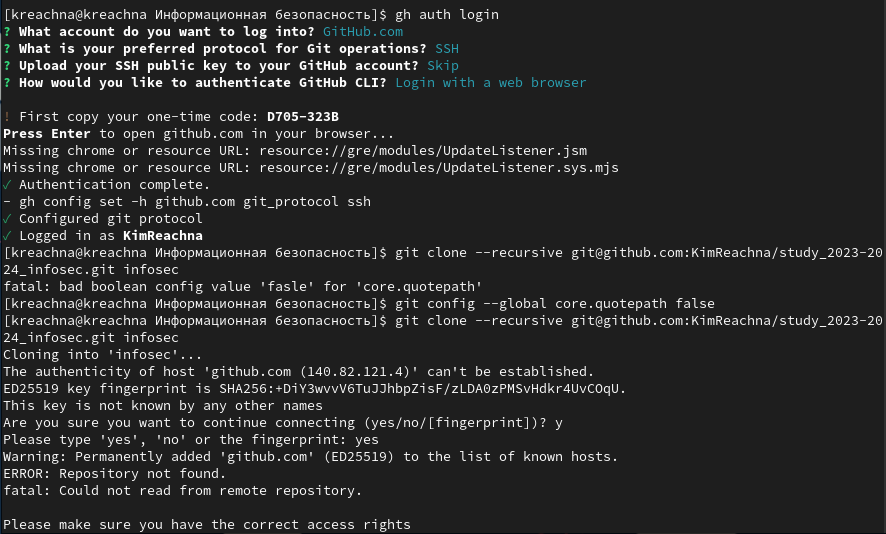 [kreachna@kreachna Информационная безопасность]$ gh auth login
? What account do you want to log into? GitHub.com
? What is your preferred protocol for Git operations? SSH
? Upload your SSH public key to your GitHub account? Skip
? How would you like to authenticate GitHub CLI? Login with a web browser
! First copy your one-time code: D705-323B
Press Enter to open github.com in your browser...
Missing chrome or resource URL: resource://gre/modules/UpdateListener.jsm
Missing chrome or resource URL: resource://gre/modules/UpdateListener.sys.mjs
✓ Authentication complete.
- gh config set -h github.com git_protocol ssh
✓ Configured git protocol
✓ Logged in as KimReachna
[kreachna@kreachna Информационная безопасность]$ git clone --recursive git@github.com:KimReachna/study_2023-20
24_infosec.git infosec
fatal: bad boolean config value 'fasle' for 'core.quotepath'
[kreachna@kreachna Информационная безопасность]$ git config --global core.quotepath false
[kreachna@kreachna Информационная безопасность]$ git clone --recursive git@github.com:KimReachna/study_2023-20
24_infosec.git infosec
Cloning into 'infosec'...
The authenticity of host 'github.com (140.82.121.4)' can't be established.
ED25519 key fingerprint is SHA256:+DiY3wvvV6TuJJhbpZisF/zLDA0zPMSvHdkr4UvCOqU.
This key is not known by any other names
Are you sure you want to continue connecting (yes/no/[fingerprint])? y
Please type 'yes', 'no' or the fingerprint: yes
Warning: Permanently added 'github.com' (ED25519) to the list of known hosts.
ERROR: Repository not found.
fatal: Could not read from remote repository.
Please make sure you have the correct access rights